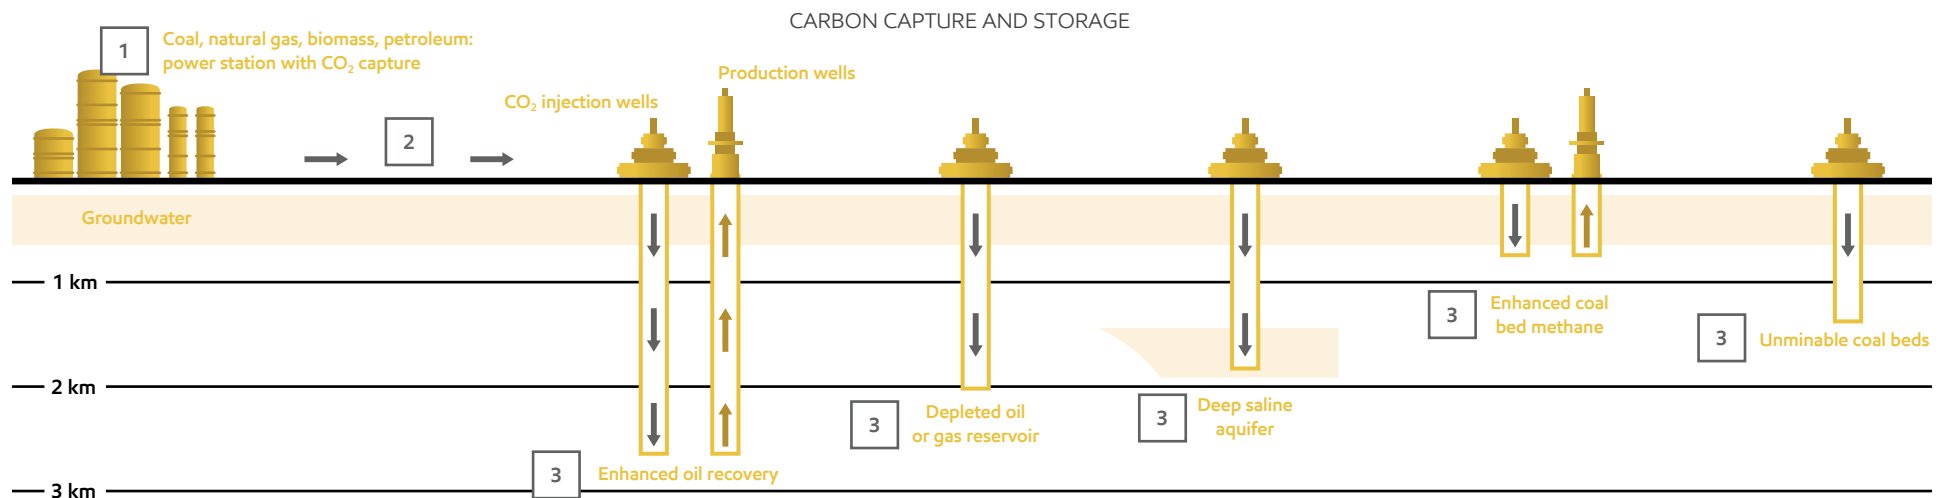 CARBON CAPTURE AND STORAGE
1
Coal, natural gas, biomass, petroleum:
power station with CO₂ capture
Production wells
CO₂ injection wells
2
Groundwater
1 km
3
Enhanced coal
bed methane
3
Unminable coal beds
2 km
3
Depleted oil
or gas reservoir
3
Deep saline
aquifer
3
Enhanced oil recovery
3 km